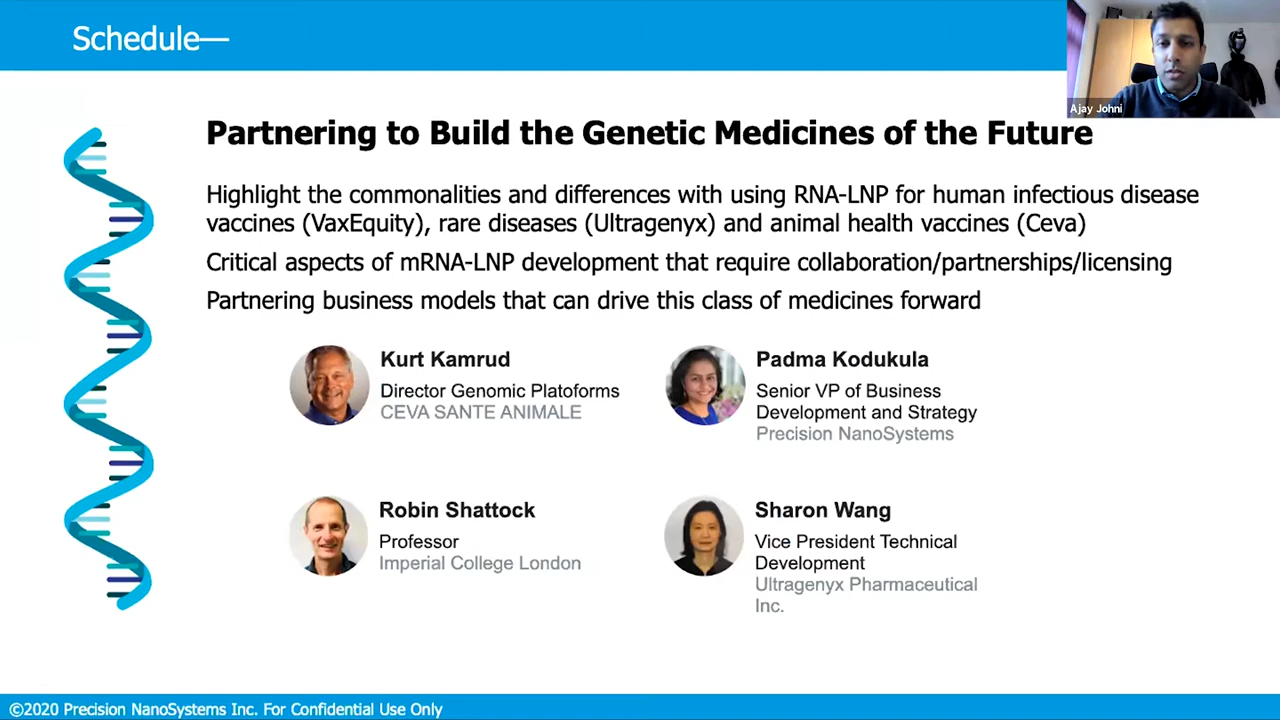 Schedule—
Ajay Johni
Partnering to Build the Genetic Medicines of the Future
Highlight the commonalities and differences with using RNA-LNP for human infectious disease
vaccines (VaxEquity), rare diseases (Ultragenyx) and animal health vaccines (Ceva)
Critical aspects of mRNA-LNP development that require collaboration/partnerships/licensing
Partnering business models that can drive this class of medicines forward
Kurt Kamrud
Director Genomic Platoforms
CEVA SANTE ANIMALE
Padma Kodukula
Senior VP of Business
Development and Strategy
Precision NanoSystems
Robin Shattock
Professor
Imperial College London
Sharon Wang
Vice President Technical
Development
Ultragenyx Pharmaceutical
Inc.
©2020 Precision NanoSystems Inc. For Confidential Use Only